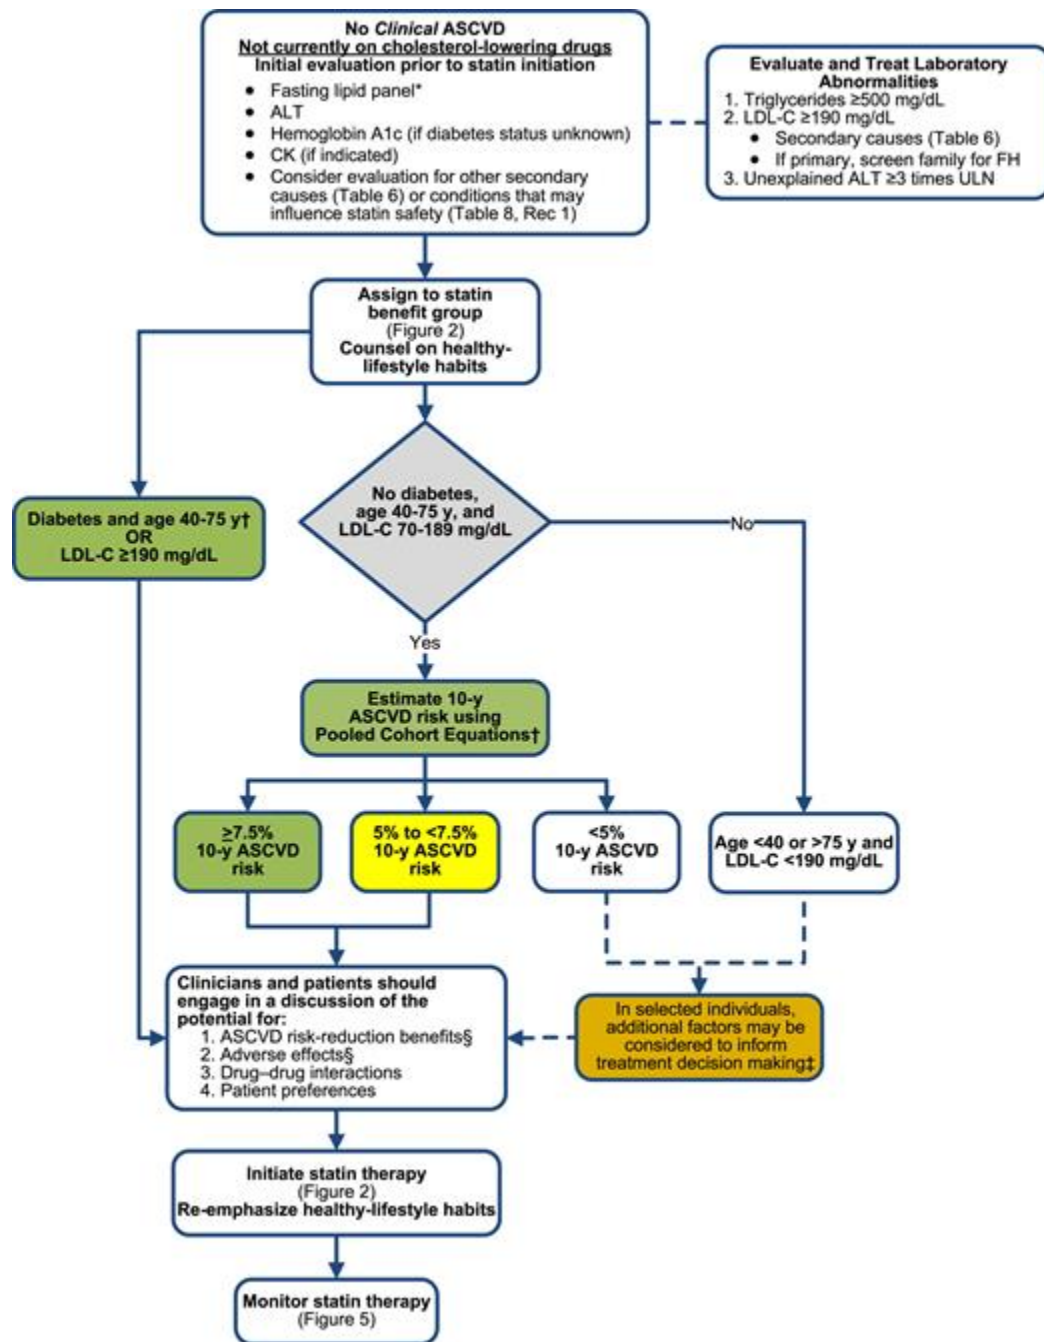 No Clinical ASCVD
Not currently on cholesterol-lowering drugs
Initial evaluation prior to statin initiation
• Fasting lipid panel*
• ALT
• Hemoglobin A1c (if diabetes status unknown)
• CK (if indicated)
• Consider evaluation for other secondary
causes (Table 6) or conditions that may
influence statin safety (Table 8, Rec 1)
Evaluate and Treat Laboratory
Abnormalities
1. Triglycerides ≥500 mg/dL
2. LDL-C ≥190 mg/dL
• Secondary causes (Table 6)
• If primary, screen family for FH
3. Unexplained ALT ≥3 times ULN
Assign to statin
benefit group
(Figure 2)
Counsel on healthy-
lifestyle habits
Diabetes and age 40-75 y†
OR
LDL-C ≥190 mg/dL
No diabetes,
age 40-75 y, and
LDL-C 70-189 mg/dL
No
Yes
Estimate 10-y
ASCVD risk using
Pooled Cohort Equations†
≥7.5%
10-y ASCVD
risk
5% to <7.5%
10-y ASCVD
risk
<5%
10-y ASCVD
risk
Age <40 or >75 y and
LDL-C <190 mg/dL
Clinicians and patients should
engage in a discussion of the
potential for:
1. ASCVD risk-reduction benefits§
2. Adverse effects§
3. Drug–drug interactions
4. Patient preferences
In selected individuals,
additional factors may be
considered to inform
treatment decision making‡
Initiate statin therapy
(Figure 2)
Re-emphasize healthy-lifestyle habits
Monitor statin therapy
(Figure 5)